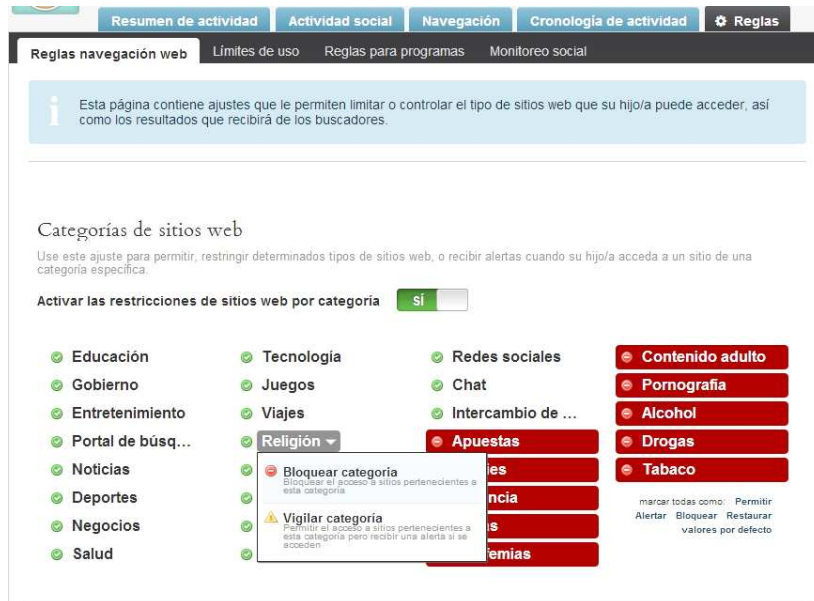 Resumen de actividad
Actividad social
Navegación
Cronología de actividad
Reglas
Reglas navegación web
Límites de uso
Reglas para programas
Monitoreo social
Esta página contiene ajustes que le permiten limitar o controlar el tipo de sitios web que su hijo/a puede acceder, así
como los resultados que recibirá de los buscadores.
Categorías de sitios web
Use este ajuste para permitir, restringir determinados tipos de sitios web, o recibir alertas cuando su hijo/a acceda a un sitio de una
categoría específica.
Activar las restricciones de sitios web por categoría
SÍ
Educación
Gobierno
Entretenimiento
Portal de búsq...
Noticias
Deportes
Negocios
Salud
Tecnología
Juegos
Viajes
Religión
Bloquear categoria
Bloquear el acceso a sitios pertenecientes a
esta categoría
Vigilar categoría
Permitir el acceso a sitios pertenecientes a
esta categoría pero recibir una alerta si se
acceden
Redes sociales
Chat
Intercambio de ...
Apuestas
ies
ncia
as
femias
Contenido adulto
Pornografía
Alcohol
Drogas
Tabaco
marcar todas como: Permitir
Alertar Bloquear Restaurar
valores por defecto